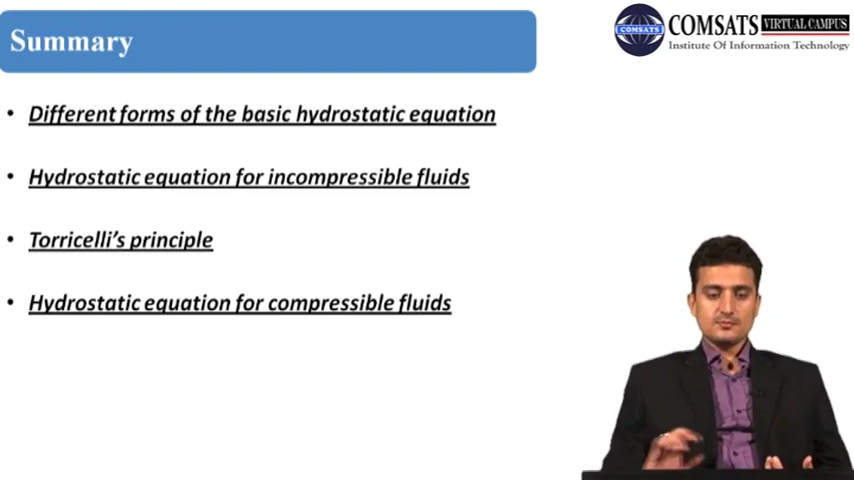 Summary
COMSATS VIRTUAL CAMPUS
COMSATS
Institute Of Information Technology
• Different forms of the basic hydrostatic equation
• Hydrostatic equation for incompressible fluids
• Torricelli’s principle
• Hydrostatic equation for compressible fluids